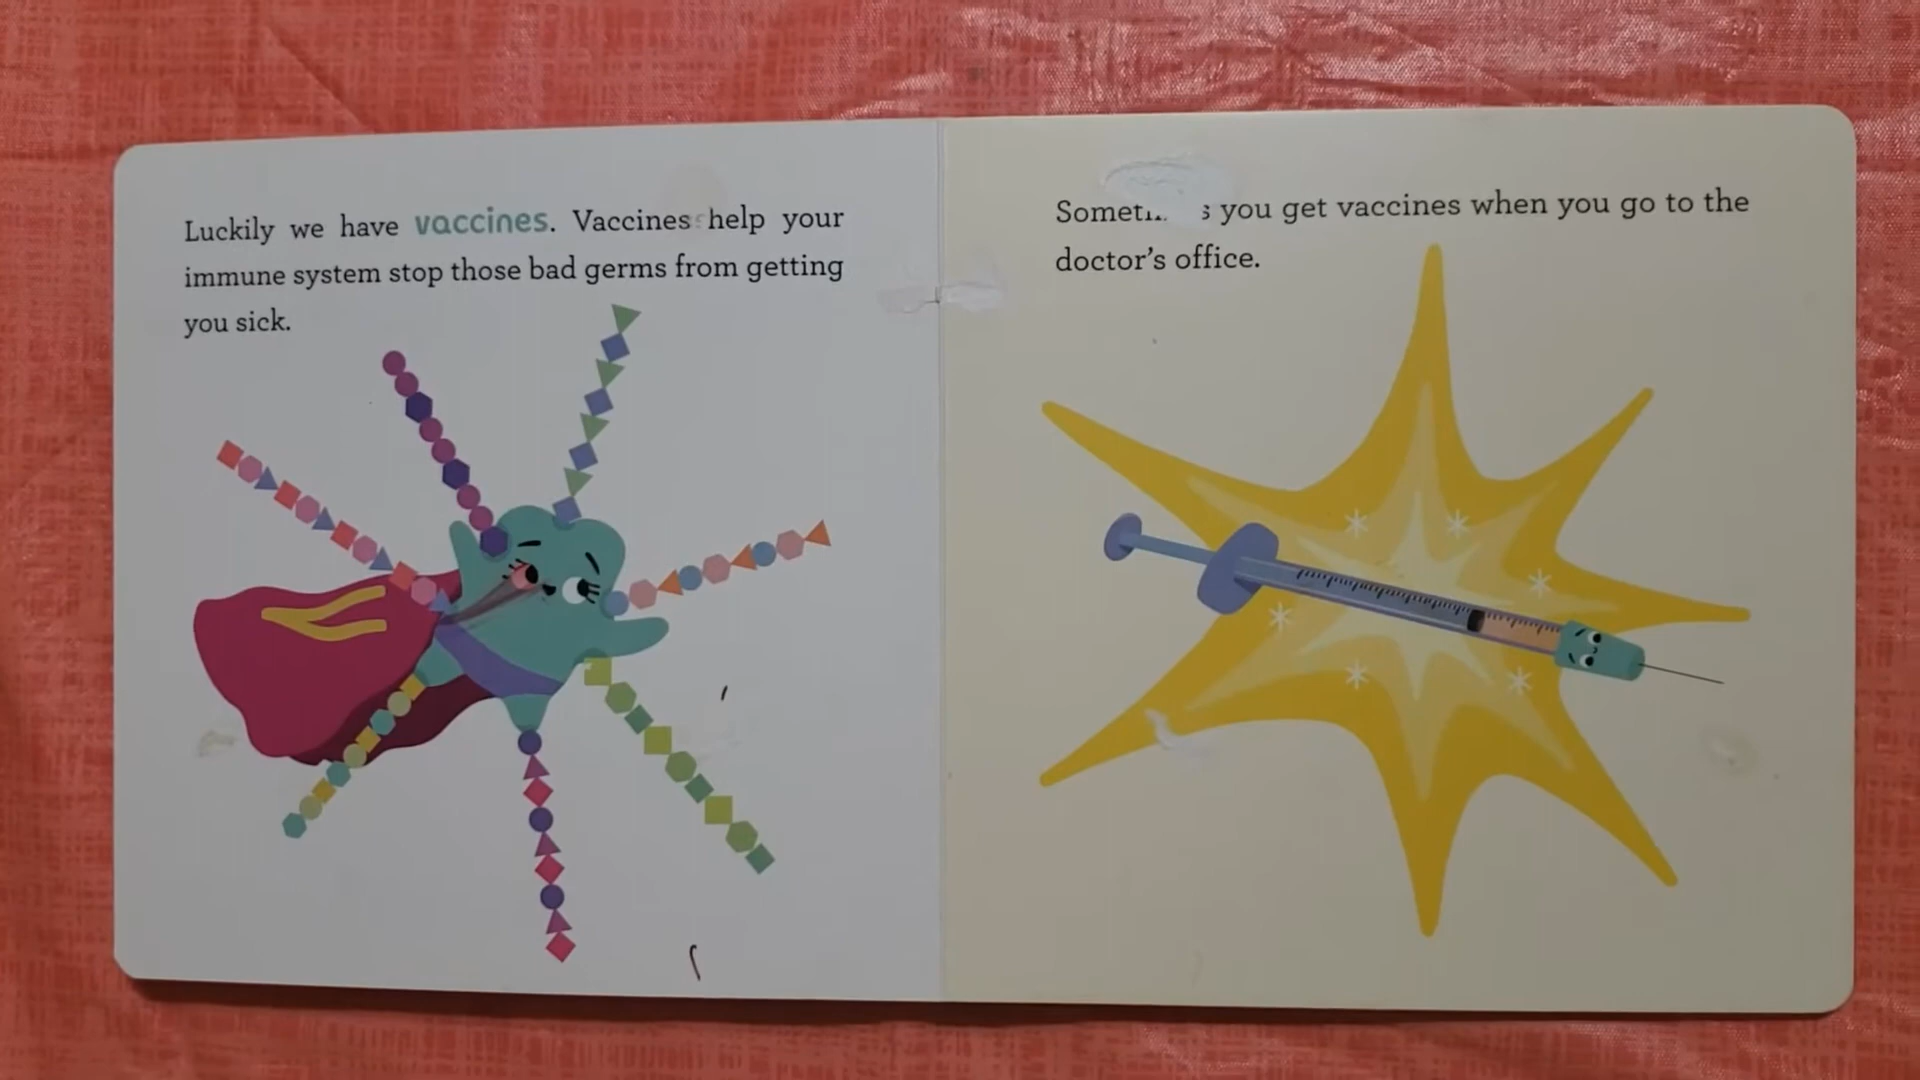 Luckily we have vaccines. Vaccines help your
immune system stop those bad germs from getting
you sick.
you get vaccines when you go to the
doctor's office.